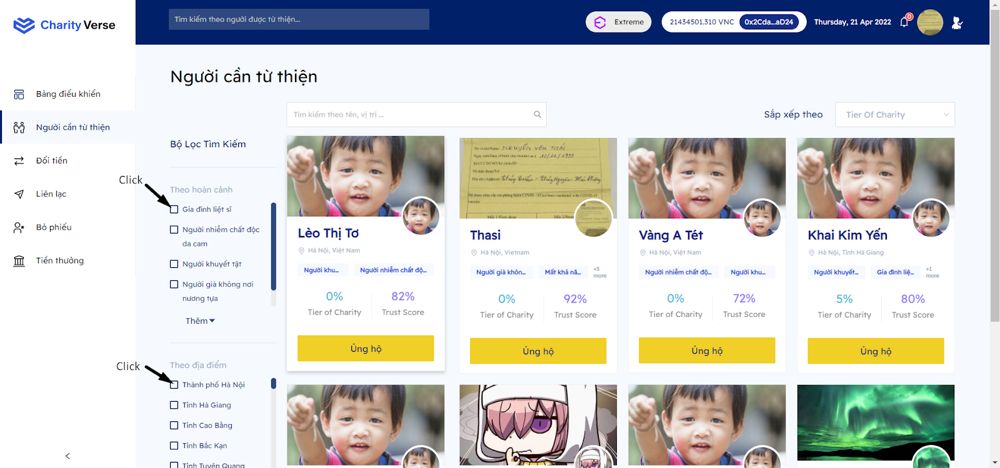 Charity Verse
Tìm kiếm theo người được từ thiện...
Extreme
21434501.310 VNC
0x2Cda...aD24
Thursday, 21 Apr 2022
0
Bảng điều khiển
Người cần từ thiện
Đổi tiền
Liên lạc
Bỏ phiếu
Tiền thưởng
Người cần từ thiện
Tìm kiếm theo tên, vị trí ...
Sắp xếp theo
Tier Of Charity
Bộ Lọc Tìm Kiếm
Click
Theo hoàn cảnh
Gia đình liệt sĩ
Người nhiễm chất độc
da cam
Người khuyết tật
Người già không nơi
nương tựa
Thêm
Click
Theo địa điểm
Thành phố Hà Nội
Tỉnh Hà Giang
Tỉnh Cao Bằng
Tỉnh Bắc Kạn
Tỉnh Tuyên Quang
Lèo Thị Tơ
Hà Nội, Việt Nam
Người khu...
Người nhiễm chất độ...
0%
82%
Tier of Charity
Trust Score
Ủng hộ
NGUYỄN VĂN THÁI
10/12/1999
Thasi
Hà Nội, Vietnam
Người già khôn...
Mất khả nă...
+3
more
0%
92%
Tier of Charity
Trust Score
Ủng hộ
Vàng A Tét
Hà Nội, Việt Nam
Người nhiễm chất độ...
Người khu...
0%
72%
Tier of Charity
Trust Score
Ủng hộ
Khai Kim Yến
Hà Nội, Tỉnh Hà Giang
Người khuyết...
Gia đình liệ...
+1
more
5%
80%
Tier of Charity
Trust Score
Ủng hộ